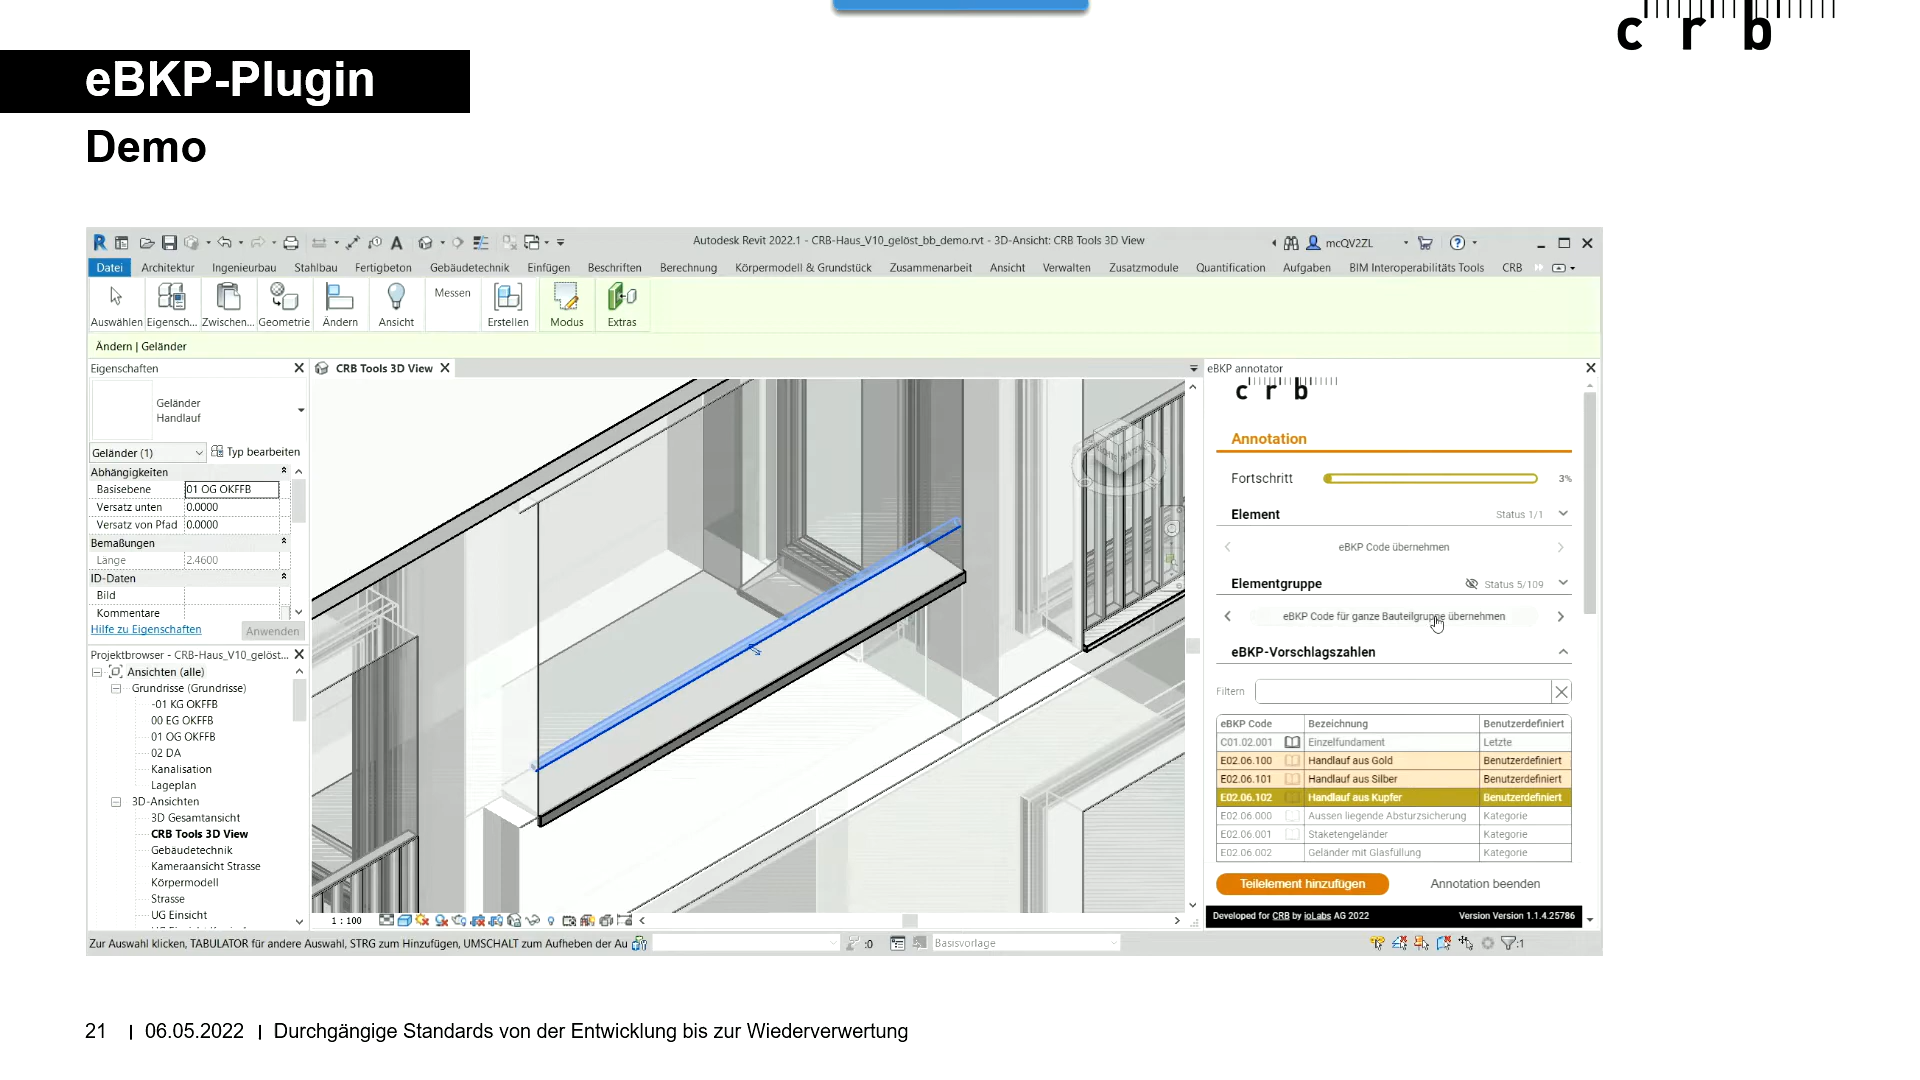 crb
eBKP-Plugin
Demo
Autodesk Revit 2022.1 - CRB-Haus_V10_gelöst_bb_demo.rvt - 3D-Ansicht: CRB Tools 3D View
mcQV2ZL
Datei Architektur Ingenieurbau Stahlbau Fertigbeton Gebäudetechnik Einfügen Beschriften Berechnung Körpermodell & Grundstück Zusammenarbeit Ansicht Verwalten Zusatzmodule Quantification Aufgaben BIM Interoperabilitäts Tools CRB
Messen
Auswählen Eigensch... Zwischen... Geometrie Ändern Ansicht Erstellen Modus Extras
Ändern | Geländer
Eigenschaften
Geländer
Handlauf
Geländer (1) Typ bearbeiten
Abhängigkeiten
Basisebene 01 OG OKFFB
Versatz unten 0.0000
Versatz von Pfad 0.0000
Bemaßungen
Länge 2.4600
ID-Daten
Bild
Kommentare
Hilfe zu Eigenschaften Anwenden
Projektbrowser - CRB-Haus_V10_gelöst...
Ansichten (alle)
Grundrisse (Grundrisse)
-01 KG OKFFB
00 EG OKFFB
01 OG OKFFB
02 DA
Kanalisation
Lageplan
3D-Ansichten
3D Gesamtansicht
CRB Tools 3D View
Gebäudetechnik
Kameraansicht Strasse
Körpermodell
Strasse
UG Einsicht
CRB Tools 3D View
1 : 100
eBKP annotator
crb
Annotation
Fortschritt 3%
Element Status 1/1
eBKP Code übernehmen
Elementgruppe Status 5/109
eBKP Code für ganze Bauteilgruppe übernehmen
eBKP-Vorschlagszahlen
Filtern
eBKP Code Bezeichnung Benutzerdefiniert
C01.02.001 Einzelfundament Letzte
E02.06.100 Handlauf aus Gold Benutzerdefiniert
E02.06.101 Handlauf aus Silber Benutzerdefiniert
E02.06.102 Handlauf aus Kupfer Benutzerdefiniert
E02.06.000 Aussen liegende Absturzsicherung Kategorie
E02.06.001 Staketengeländer Kategorie
E02.06.002 Geländer mit Glasfüllung Kategorie
Teilelement hinzufügen Annotation beenden
Developed for CRB by ioLabs AG 2022 Version Version 1.1.4.25786
Zur Auswahl klicken, TABULATOR für andere Auswahl, STRG zum Hinzufügen, UMSCHALT zum Aufheben der Au :0 Basisvorlage :1
21 | 06.05.2022 | Durchgängige Standards von der Entwicklung bis zur Wiederverwertung